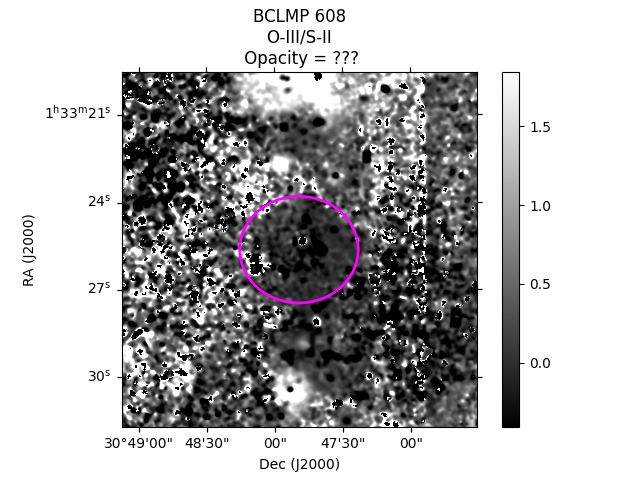 BCLMP 608
O-III/S-II
Opacity = ???
1ʰ33ᵐ21ˢ
24ˢ
27ˢ
30ˢ
RA (J2000)
30°49'00" 48'30" 00" 47'30" 00"
Dec (J2000)
1.5
1.0
0.5
0.0